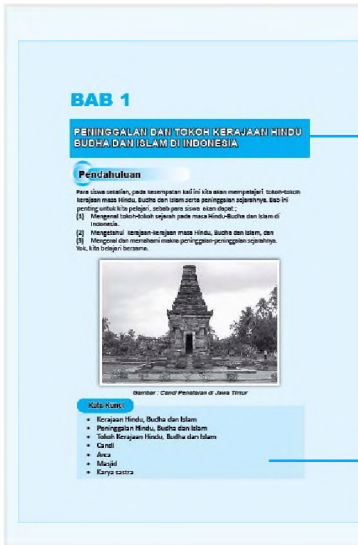 BAB 1
PENINGGALAN DAN TOKOH KERAJAAN HINDU
BUDHA DAN ISLAM DI INDONESIA
Pendahuluan
Para siswa sekalian, pada kesempatan kali ini kita akan mempelajari tokoh-tokoh
kerajaan masa Hindu, Budha dan Islam serta peninggalan sejarahnya. Bab ini
penting untuk kita pelajari, sebab para siswa akan dapat ;
(1) Mengenal tokoh-tokoh sejarah pada masa Hindu-Budha dan Islam di
Indonesia.
(2) Mengetahui kerajaan-kerajaan masa Hindu, Budha dan Islam, dan
(3) Mengenal dan memahami makna peninggalan-peninggalan sejarahnya.
Yok, kita belajar bersama.
Gambar : Candi Penataran di Jawa Timur
Kata Kunci
• Kerajaan Hindu, Budha dan Islam
• Peninggalan Hindu, Budha dan Islam
• Tokoh Kerajaan Hindu, Budha dan Islam
• Candi
• Arca
• Masjid
• Karya sastra